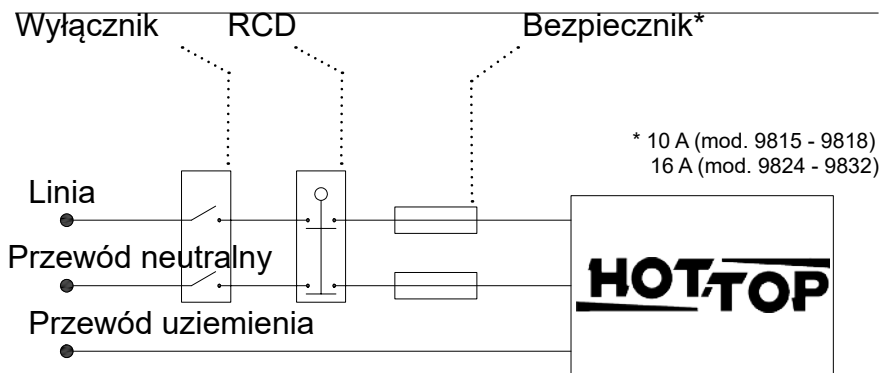 Wyłącznik RCD Bezpiecznik*
* 10 A (mod. 9815 - 9818)
16 A (mod. 9824 - 9832)
Linia
Przewód neutralny
Przewód uziemienia
HOT TOP